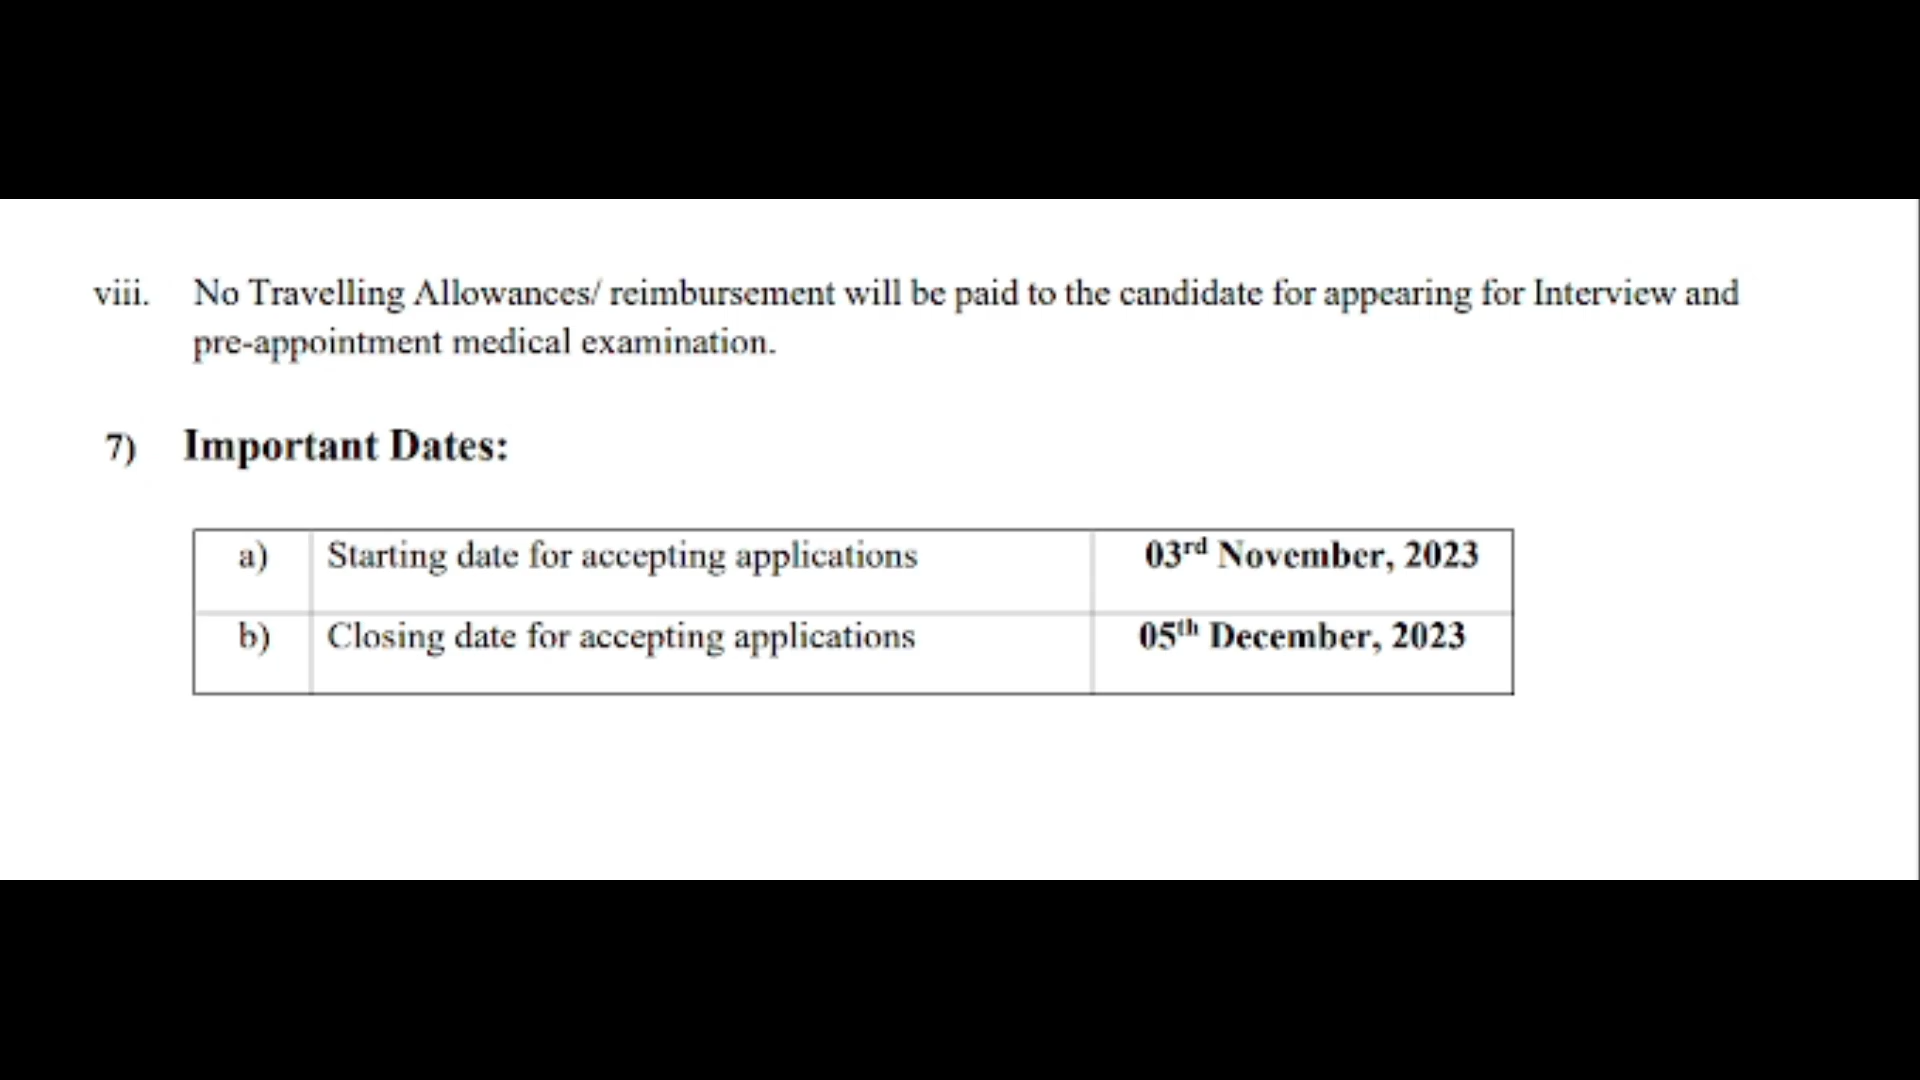 viii. No Travelling Allowances/ reimbursement will be paid to the candidate for appearing for Interview and
pre-appointment medical examination.
7) Important Dates:
a) Starting date for accepting applications 03rd November, 2023
b) Closing date for accepting applications 05th December, 2023